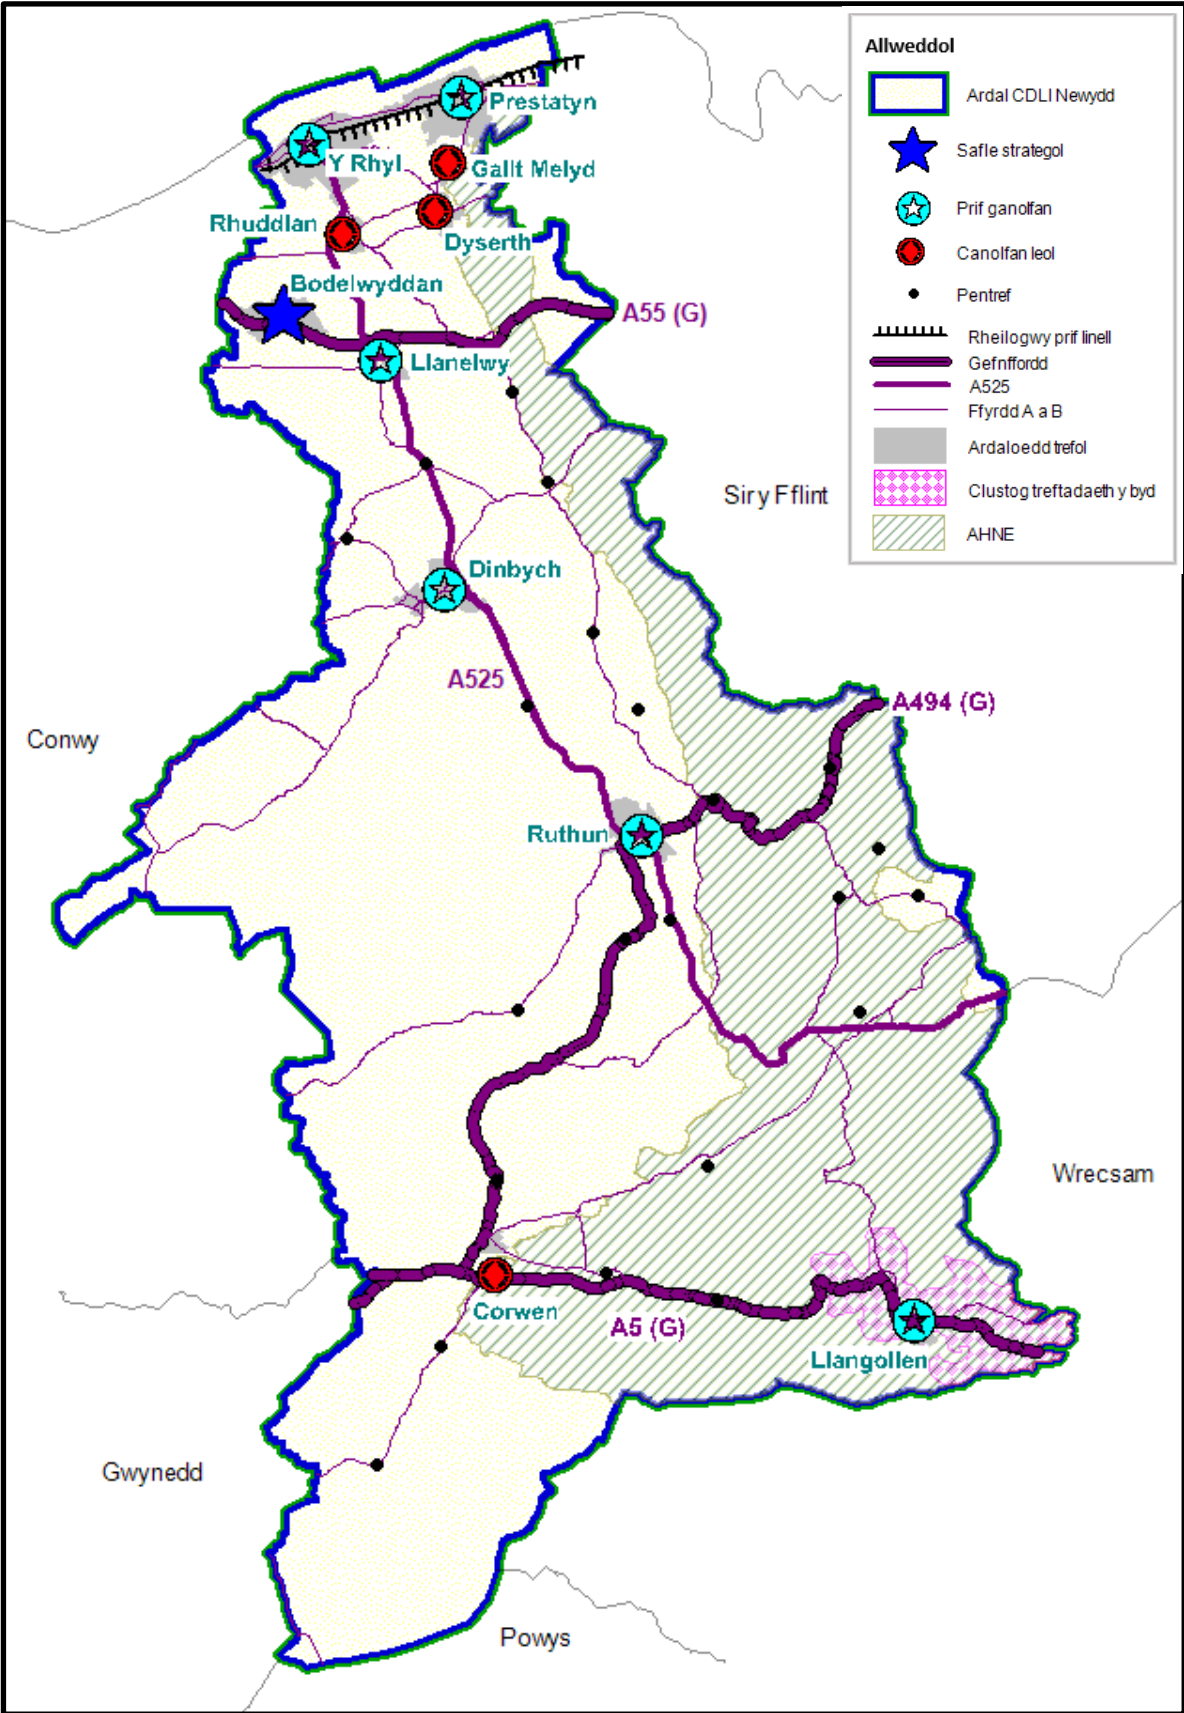 Allweddol
Ardal CDLl Newydd
Safle strategol
Prif ganolfan
Canolfan leol
Pentref
Rheilogwy prif linell
Gefnffordd
A525
Ffyrdd A a B
Ardaloedd trefol
Clustog treftadaeth y byd
AHNE
Prestatyn
Y Rhyl
Gallt Melyd
Rhuddlan
Dyserth
Bodelwyddan
A55 (G)
Llanelwy
Sir y Fflint
Dinbych
A525
A494 (G)
Conwy
Ruthun
Wrecsam
Corwen
A5 (G)
Llangollen
Gwynedd
Powys